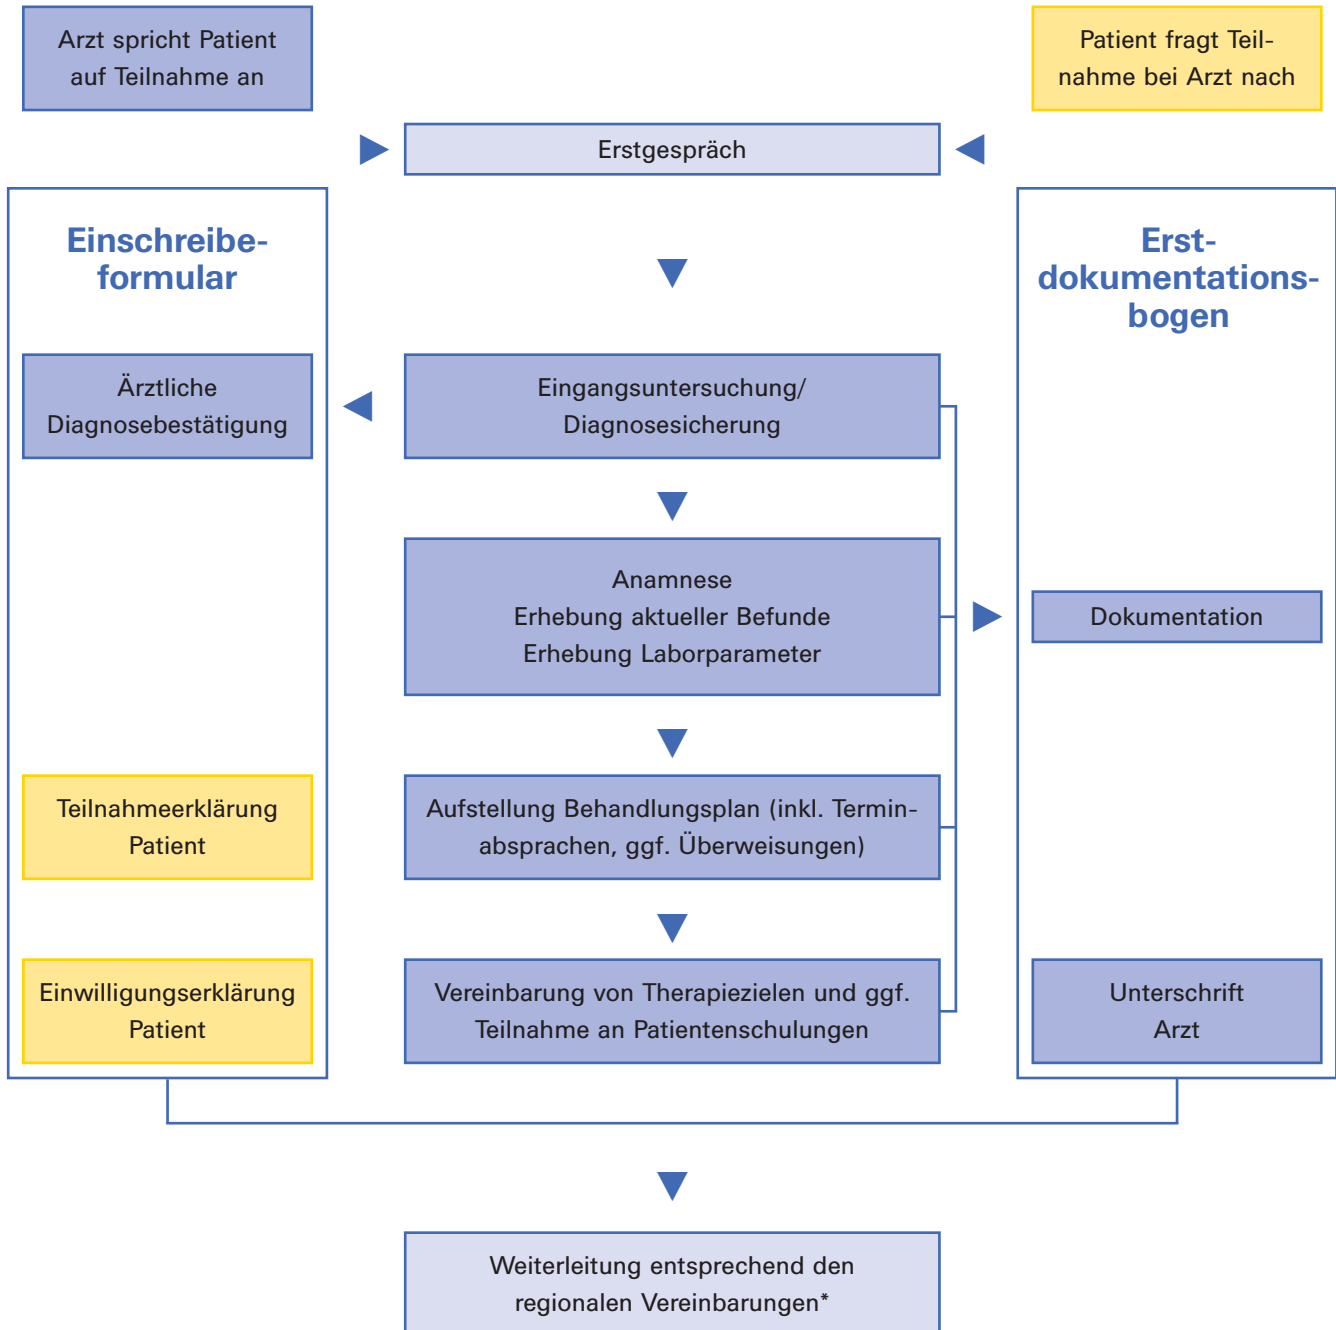 Arzt spricht Patient
auf Teilnahme an
Patient fragt Teil-
nahme bei Arzt nach
Erstgespräch
Einschreibe-
formular
Erst-
dokumentations-
bogen
Ärztliche
Diagnosebestätigung
Eingangsuntersuchung/
Diagnosesicherung
Anamnese
Erhebung aktueller Befunde
Erhebung Laborparameter
Dokumentation
Teilnahmeerklärung
Patient
Aufstellung Behandlungsplan (inkl. Termin-
absprachen, ggf. Überweisungen)
Einwilligungserklärung
Patient
Vereinbarung von Therapiezielen und ggf.
Teilnahme an Patientenschulungen
Unterschrift
Arzt
Weiterleitung entsprechend den
regionalen Vereinbarungen*